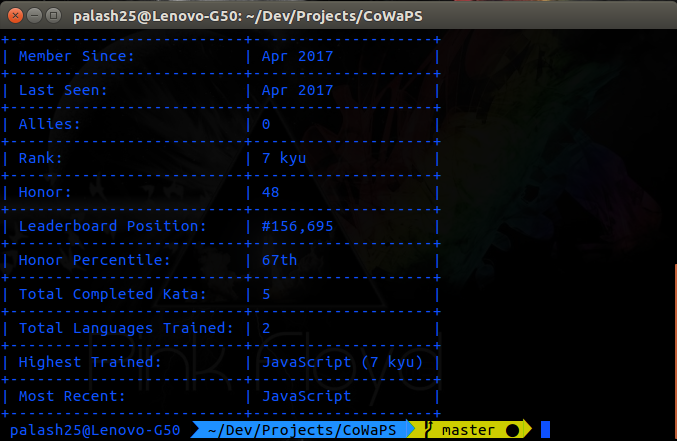 palash25@Lenovo-G50: ~/Dev/Projects/CoWaPS
Member Since: | Apr 2017
Last Seen: | Apr 2017
Allies: | 0
Rank: | 7 kyu
Honor: | 48
Leaderboard Position: | #156,695
Honor Percentile: | 67th
Total Completed Kata: | 5
Total Languages Trained: | 2
Highest Trained: | JavaScript (7 kyu)
Most Recent: | JavaScript
Pink Floyd
palash25@Lenovo-G50 ~/Dev/Projects/CoWaPS master